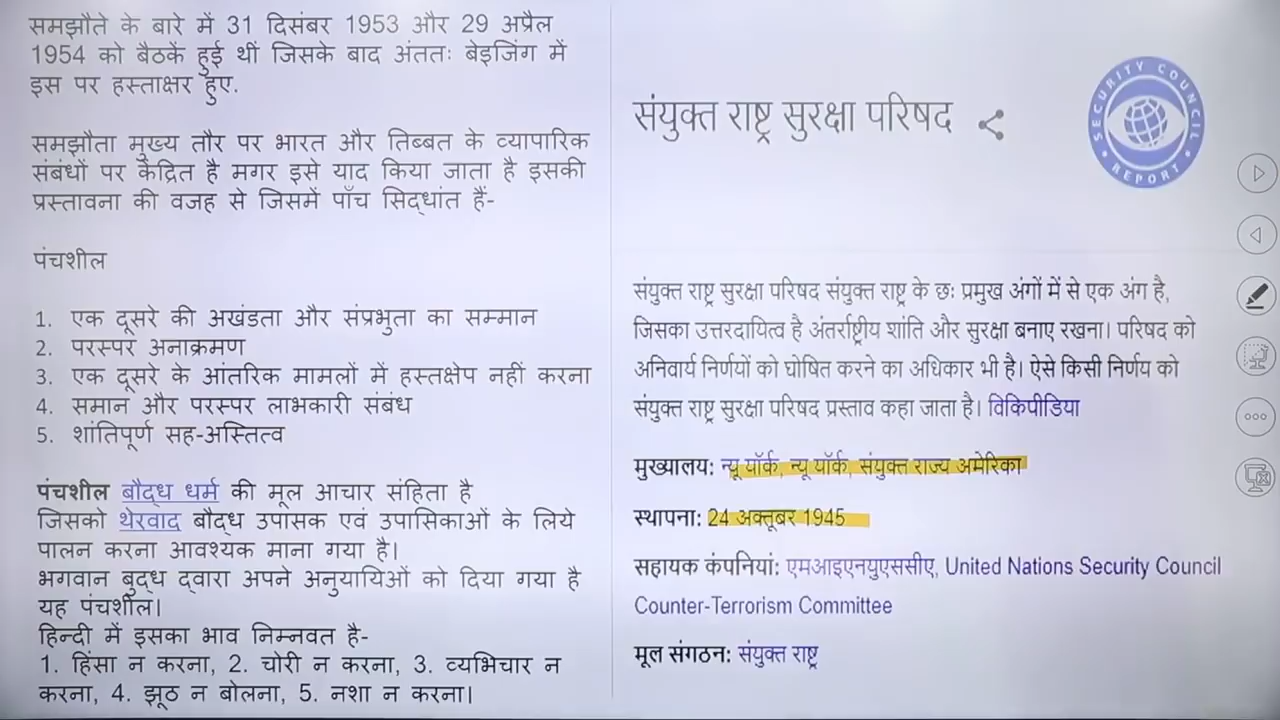 समझौते के बारे में 31 दिसंबर 1953 और 29 अप्रैल
1954 को बैठकें हुई थीं जिसके बाद अंततः बेइजिंग में
इस पर हस्ताक्षर हुए.
समझौता मुख्य तौर पर भारत और तिब्बत के व्यापारिक
संबंधों पर केंद्रित है मगर इसे याद किया जाता है इसकी
प्रस्तावना की वजह से जिसमें पाँच सिद्धांत हैं-
पंचशील
1. एक दूसरे की अखंडता और संप्रभुता का सम्मान
2. परस्पर अनाक्रमण
3. एक दूसरे के आंतरिक मामलों में हस्तक्षेप नहीं करना
4. समान और परस्पर लाभकारी संबंध
5. शांतिपूर्ण सह-अस्तित्व
पंचशील बौद्ध धर्म की मूल आचार संहिता है
जिसको थेरवाद बौद्ध उपासक एवं उपासिकाओं के लिये
पालन करना आवश्यक माना गया है।
भगवान बुद्ध द्वारा अपने अनुयायिओं को दिया गया है
यह पंचशील।
हिन्दी में इसका भाव निम्नवत है-
1. हिंसा न करना, 2. चोरी न करना, 3. व्यभिचार न
करना, 4. झूठ न बोलना, 5. नशा न करना।
संयुक्त राष्ट्र सुरक्षा परिषद
SECURITY COUNCIL
REPORT
संयुक्त राष्ट्र सुरक्षा परिषद संयुक्त राष्ट्र के छः प्रमुख अंगों में से एक अंग है,
जिसका उत्तरदायित्व है अंतर्राष्ट्रीय शांति और सुरक्षा बनाए रखना। परिषद को
अनिवार्य निर्णयों को घोषित करने का अधिकार भी है। ऐसे किसी निर्णय को
संयुक्त राष्ट्र सुरक्षा परिषद प्रस्ताव कहा जाता है। विकिपीडिया
मुख्यालय: न्यू यॉर्क, न्यू यॉर्क, संयुक्त राज्य अमेरिका
स्थापना: 24 अक्तूबर 1945
सहायक कंपनियां: एमआइएनयुएससीए, United Nations Security Council
Counter-Terrorism Committee
मूल संगठन: संयुक्त राष्ट्र